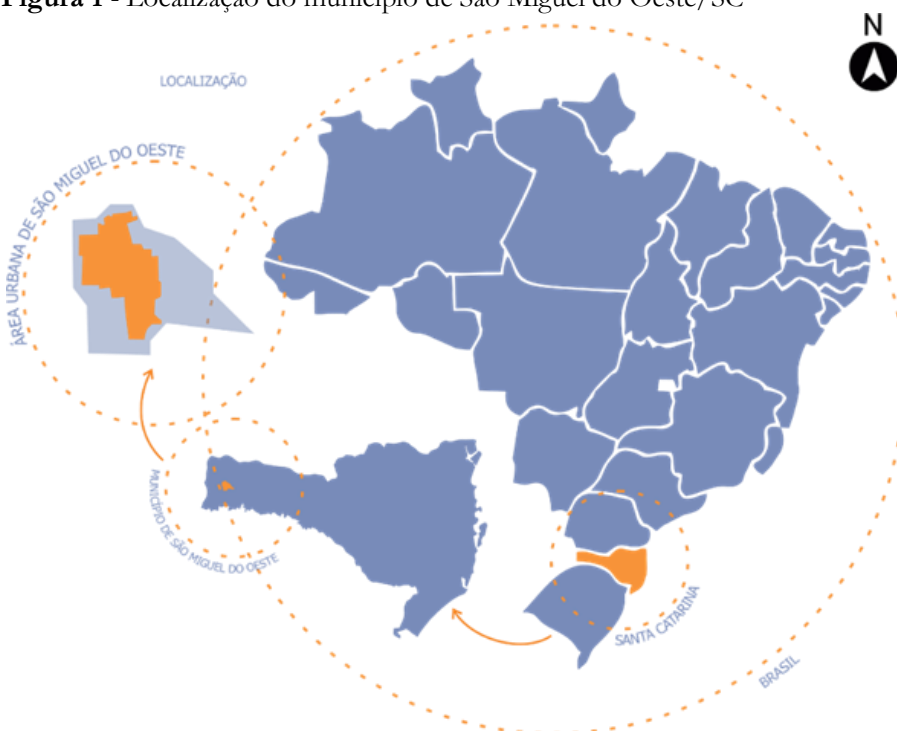 Figura 1 - Localização do município de São Miguel do Oeste/SC
N
LOCALIZAÇÃO
ÁREA URBANA DE SÃO MIGUEL DO OESTE
MUNICÍPIO DE SÃO MIGUEL DO OESTE
SANTA CATARINA
BRASIL